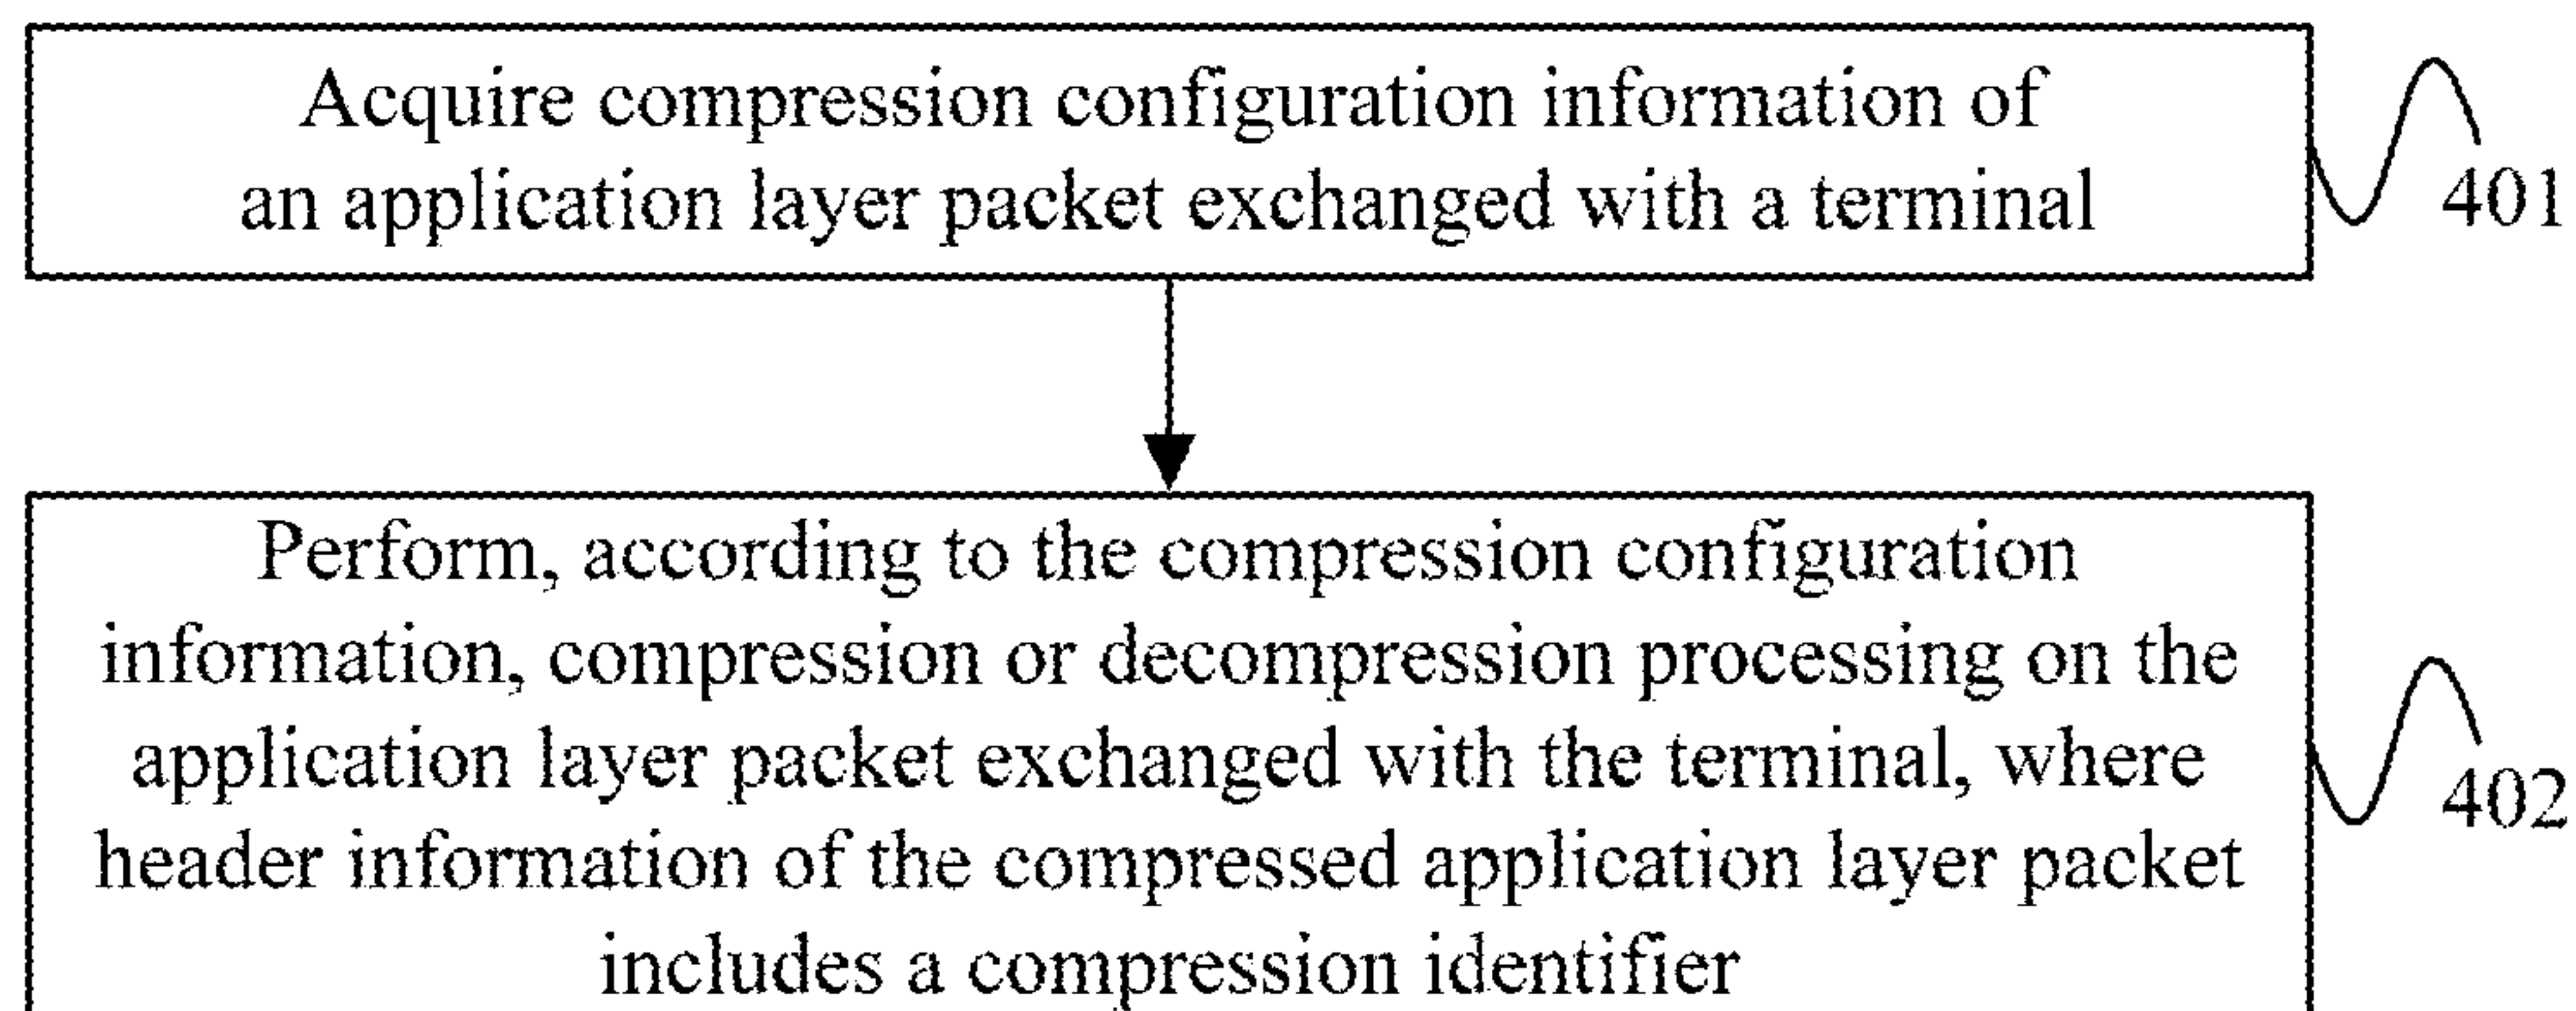 Acquire compression configuration information of
an application layer packet exchanged with a terminal
401
Perform, according to the compression configuration
information, compression or decompression processing on the
application layer packet exchanged with the terminal, where
header information of the compressed application layer packet
includes a compression identifier
402